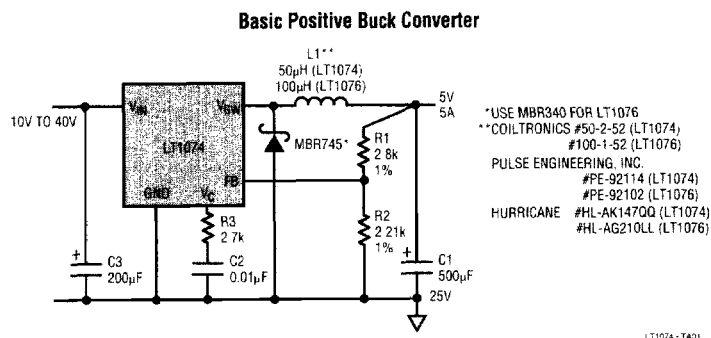 Basic Positive Buck Converter
L1**
50µH (LT1074)
100µH (LT1076)
10V TO 40V
VIN
VSW
LT1074
GND
VC
FB
MBR745*
5V
5A
R1
2 8k
1%
R2
2 21k
1%
R3
2 7k
C2
0.01µF
+
C3
200µF
+
C1
500µF
25V
*USE MBR340 FOR LT1076
**COILTRONICS #50-2-52 (LT1074)
#100-1-52 (LT1076)
PULSE ENGINEERING, INC.
#PE-92114 (LT1074)
#PE-92102 (LT1076)
HURRICANE #HL-AK147QQ (LT1074)
#HL-AG210LL (LT1076)
LT1074 - TA01